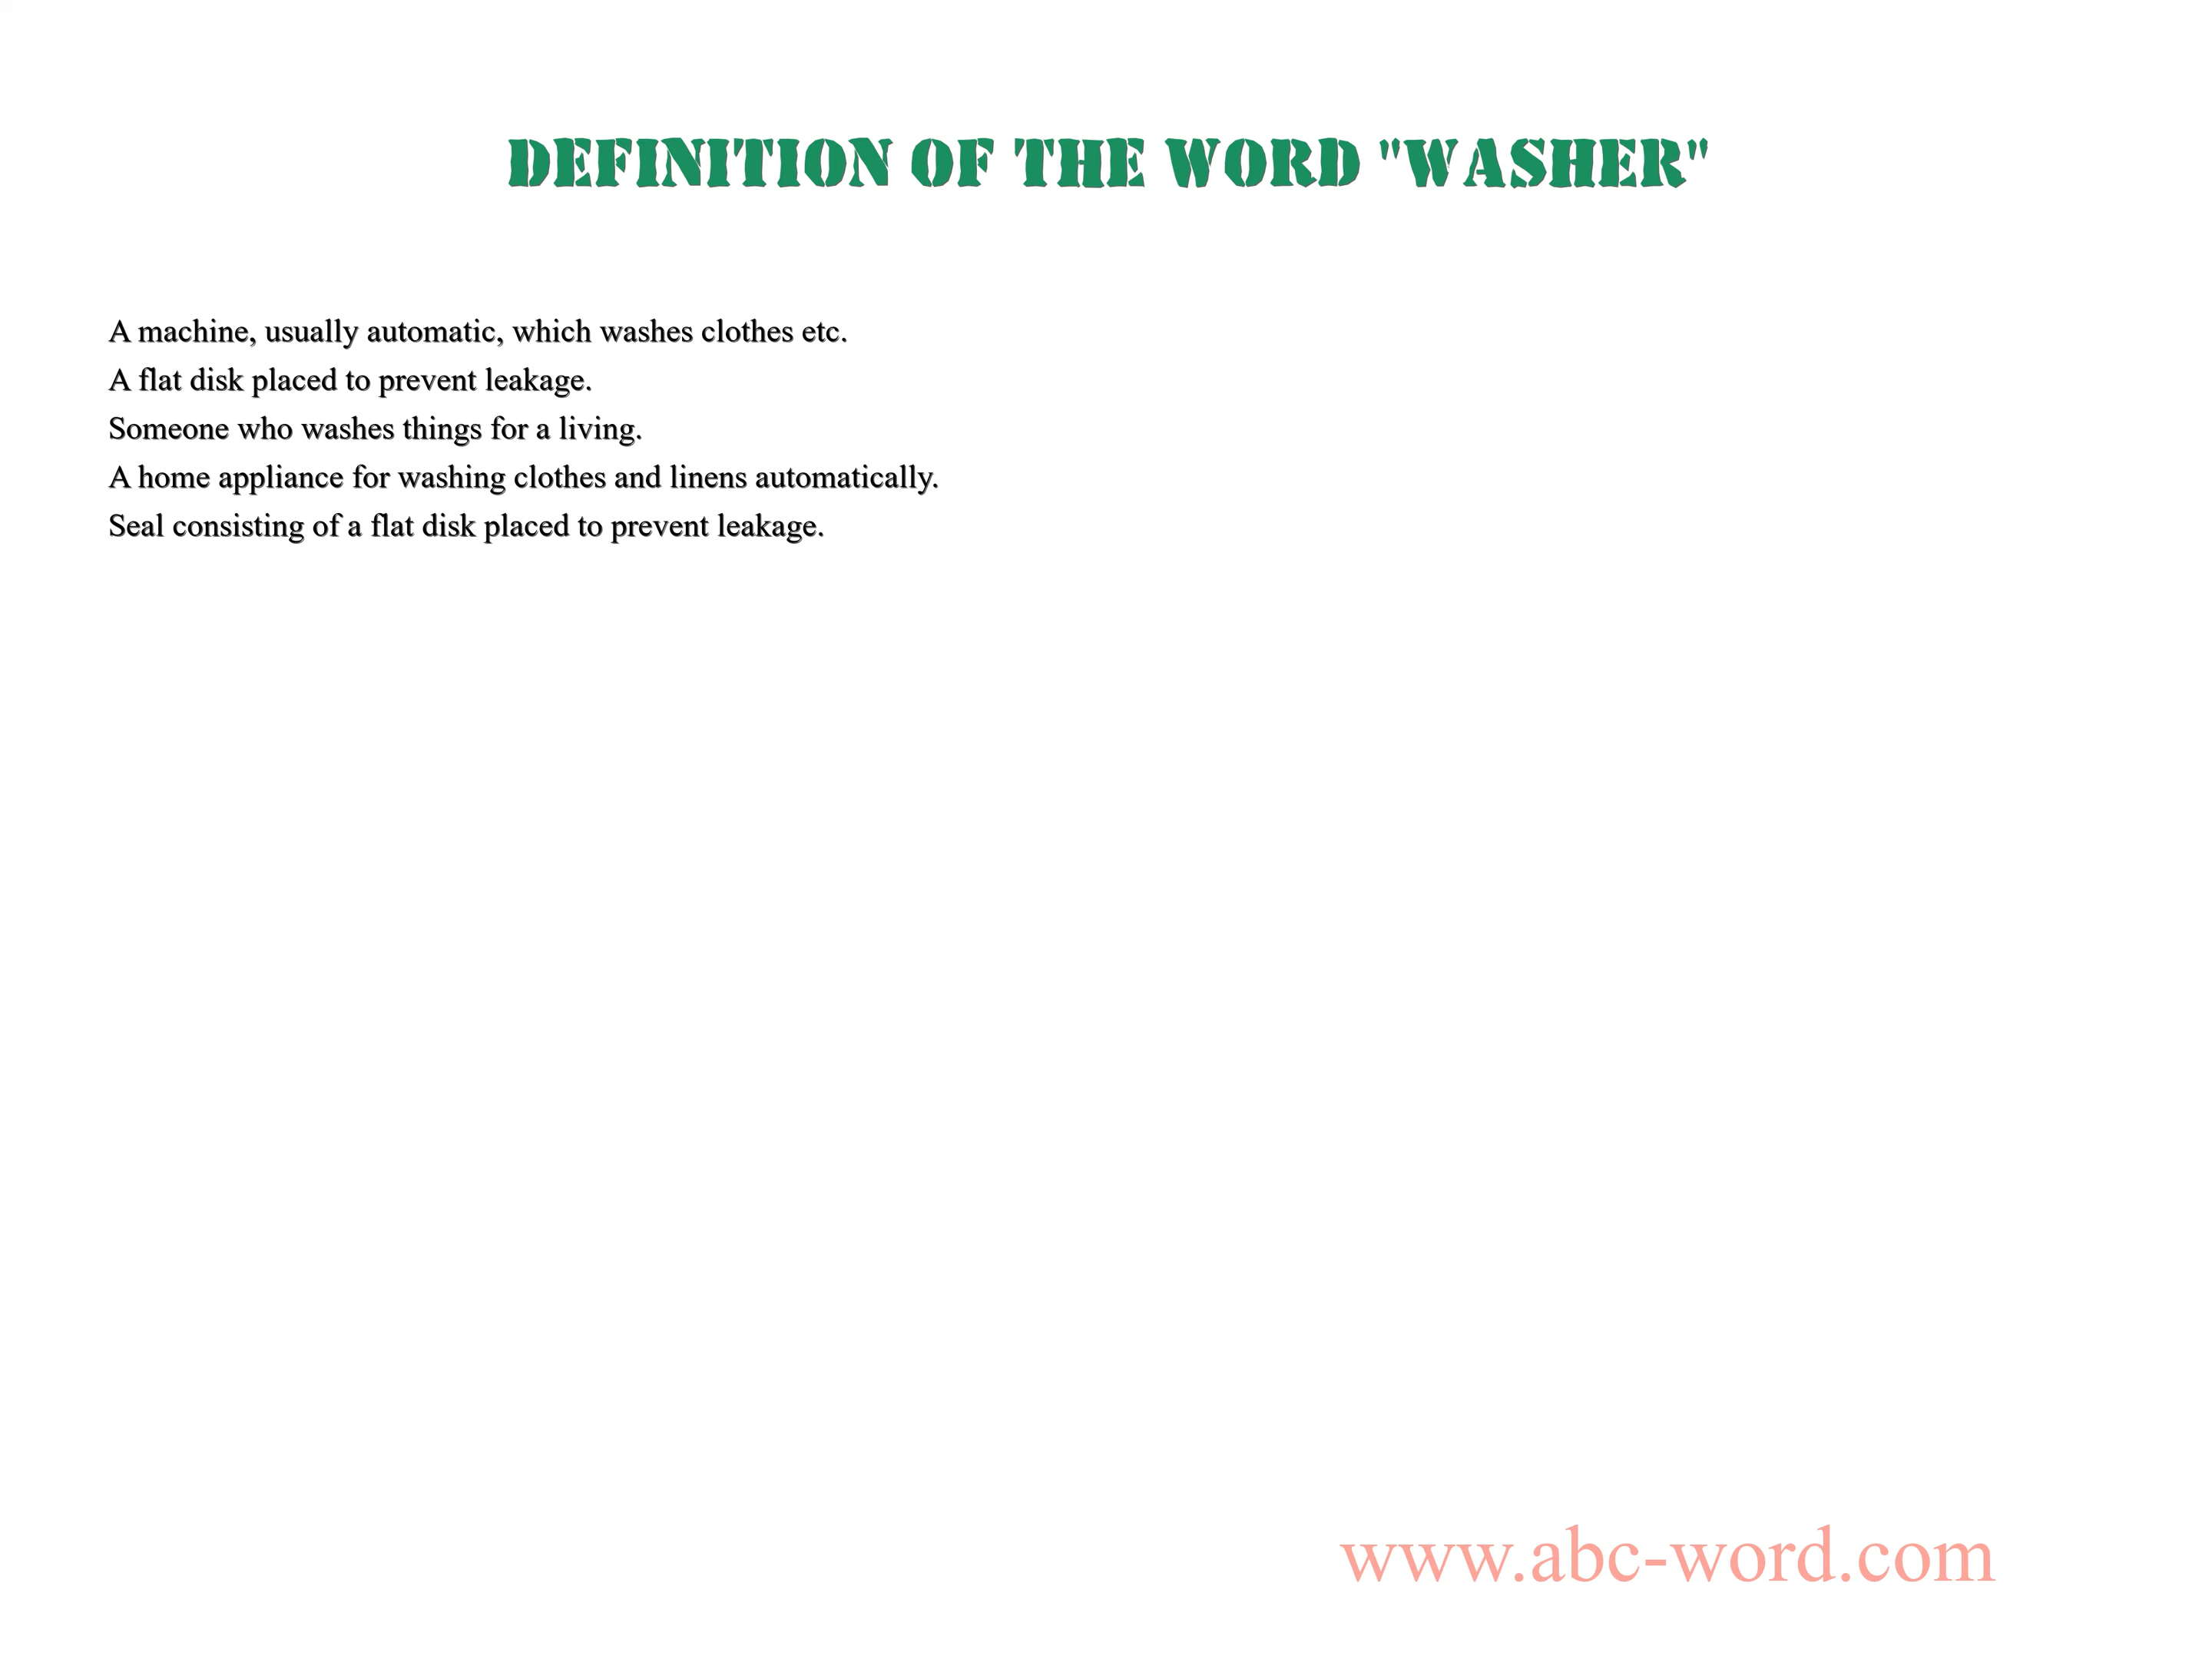 DEFINITION OF THE WORD "WASHER"
A machine, usually automatic, which washes clothes etc.
A flat disk placed to prevent leakage.
Someone who washes things for a living.
A home appliance for washing clothes and linens automatically.
Seal consisting of a flat disk placed to prevent leakage.
www.abc-word.com